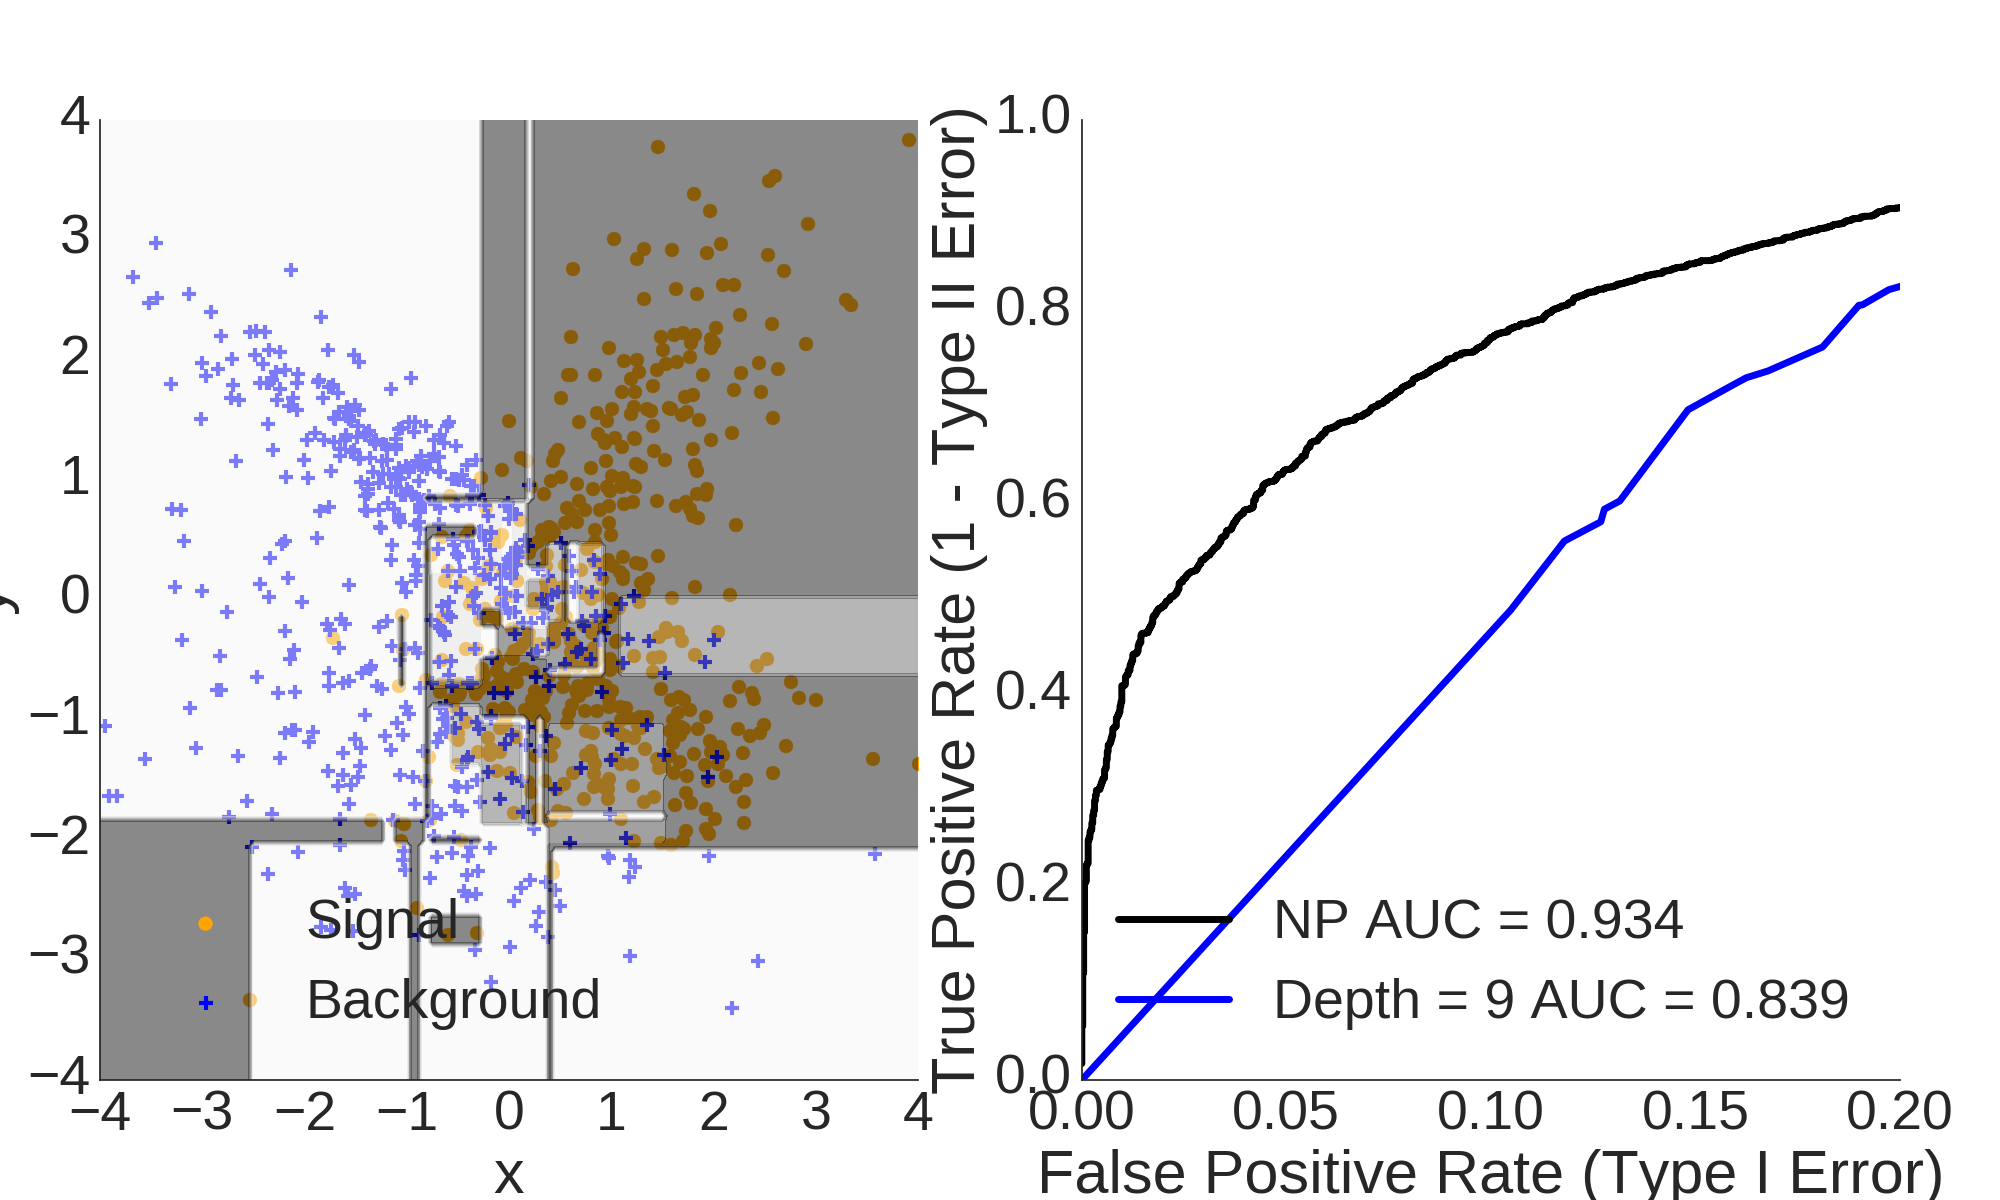 4
3
2
1
0
−1
−2
−3
−4
y
−4 −3 −2 −1 0 1 2 3 4
x
Signal
Background
True Positive Rate (1 - Type II Error)
1.0
0.8
0.6
0.4
0.2
0.0
0.00 0.05 0.10 0.15 0.20
False Positive Rate (Type I Error)
NP AUC = 0.934
Depth = 9 AUC = 0.839